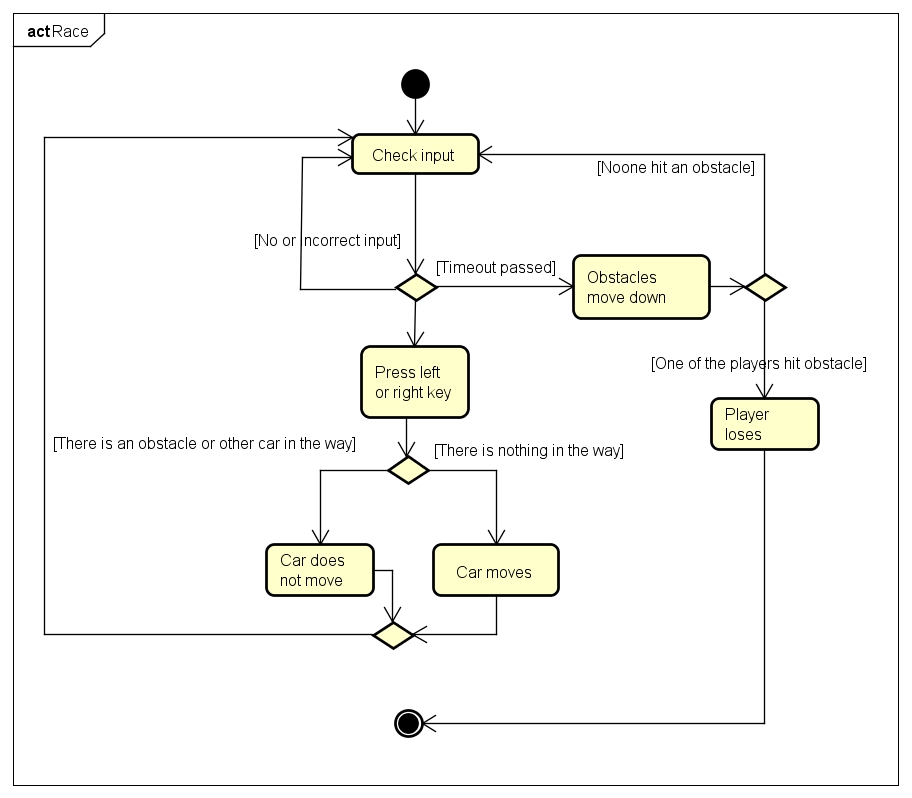 act Race
Check input
[Noone hit an obstacle]
[No or incorrect input]
[Timeout passed]
Obstacles
move down
[One of the players hit obstacle]
Press left
or right key
Player
loses
[There is an obstacle or other car in the way]
[There is nothing in the way]
Car does
not move
Car moves